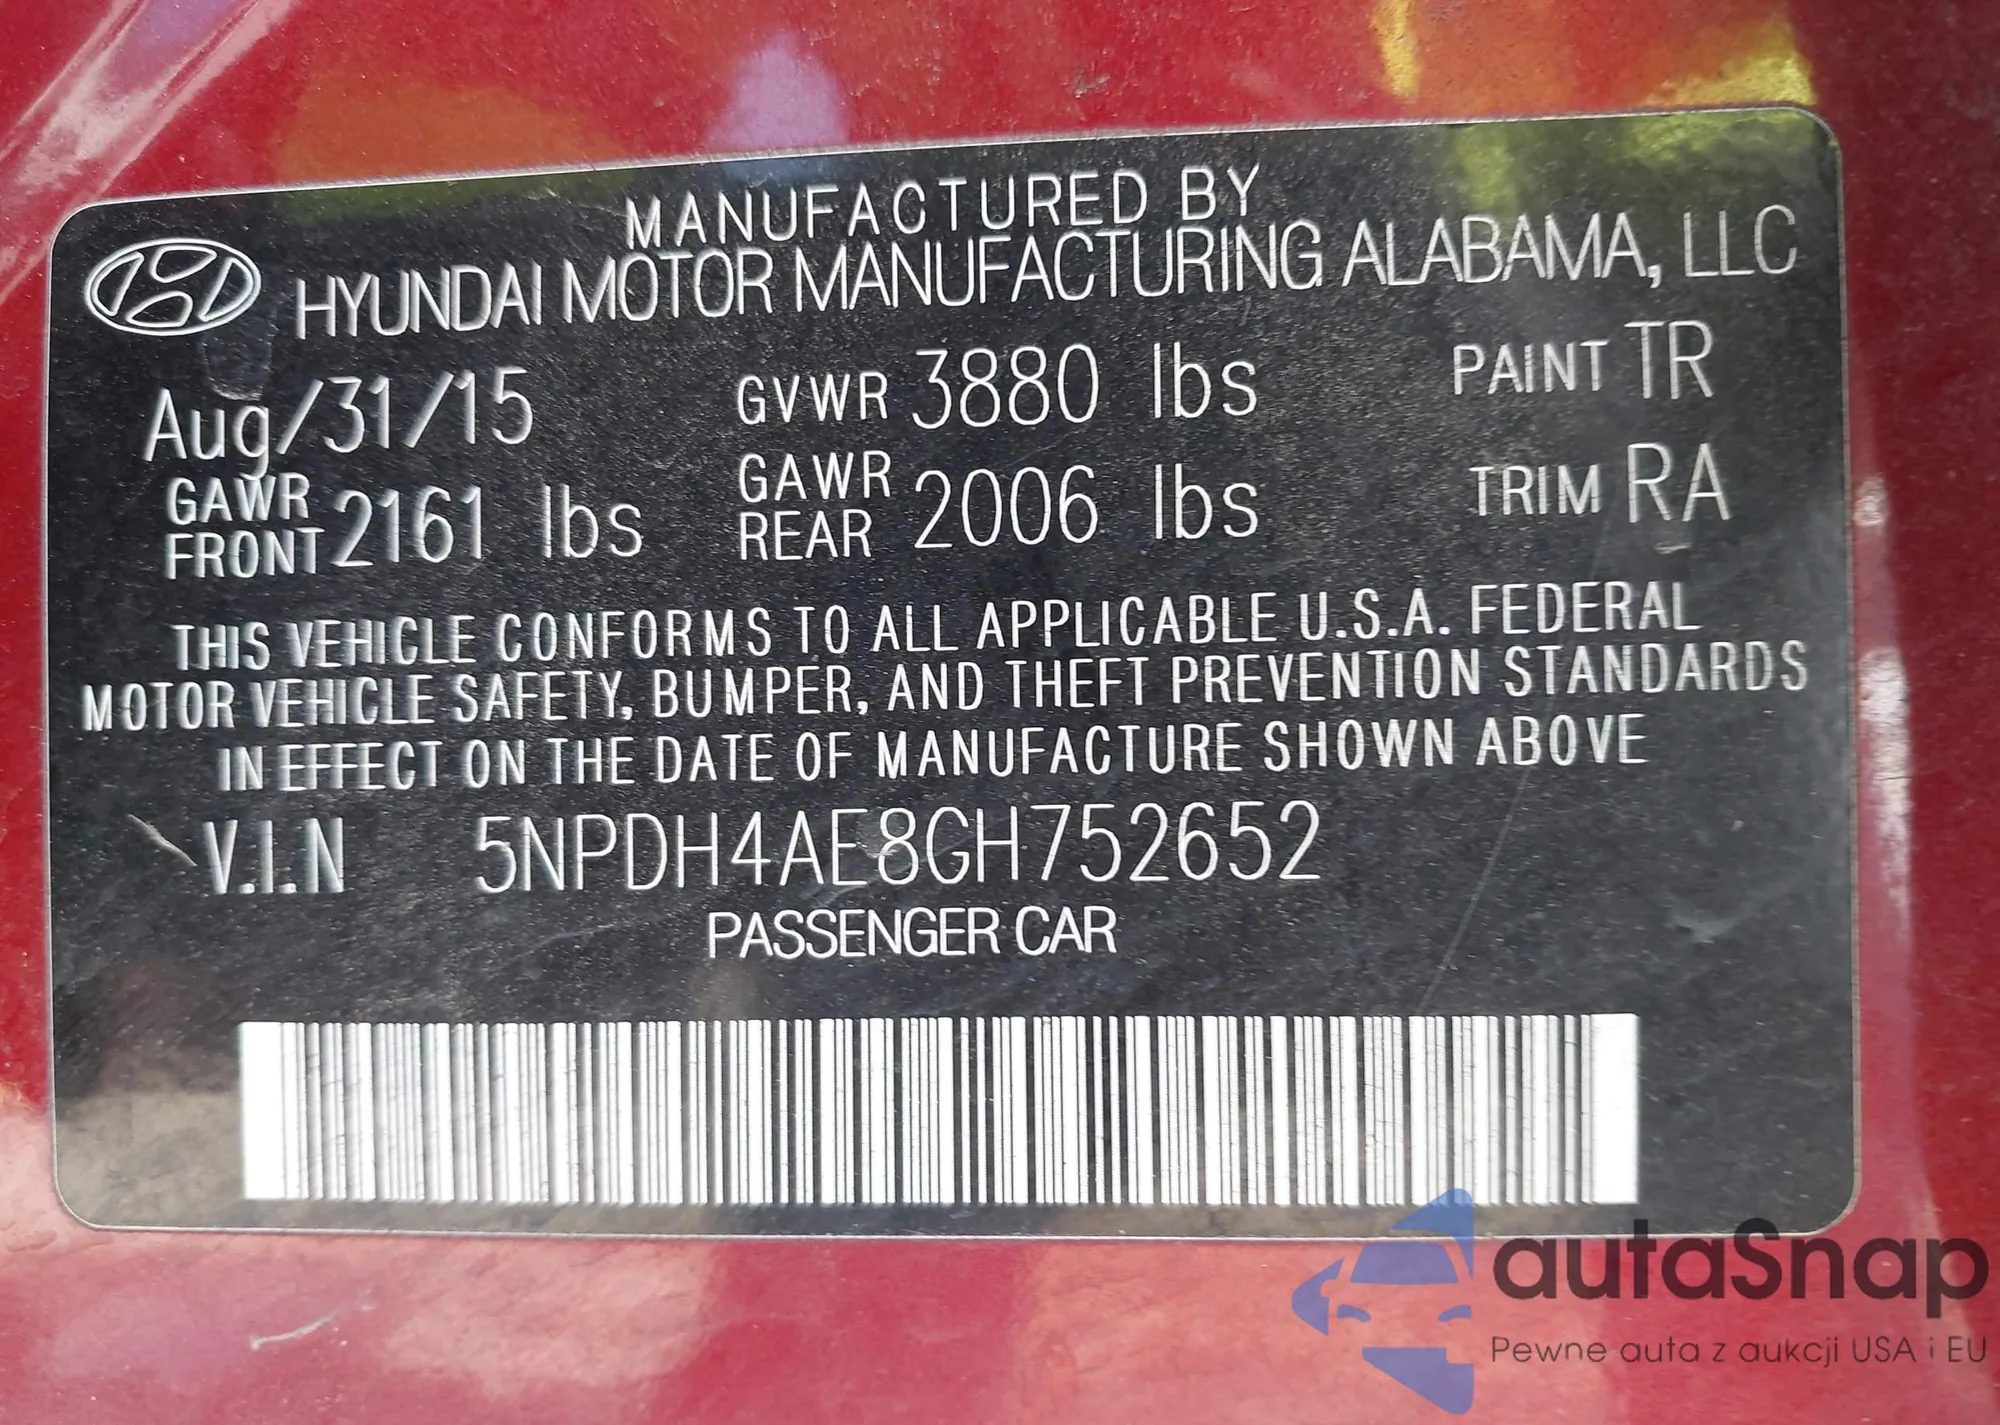 MANUFACTURED BY
HYUNDAI MOTOR MANUFACTURING ALABAMA, LLC
Aug/31/15 GVWR 3880 lbs PAINT TR
GAWR FRONT 2161 lbs GAWR REAR 2006 lbs TRIM RA
THIS VEHICLE CONFORMS TO ALL APPLICABLE U.S.A. FEDERAL
MOTOR VEHICLE SAFETY, BUMPER, AND THEFT PREVENTION STANDARDS
IN EFFECT ON THE DATE OF MANUFACTURE SHOWN ABOVE
V.I.N 5NPDH4AE8GH752652
PASSENGER CAR
autaSnap
Pewne auta z aukcji USA i EU